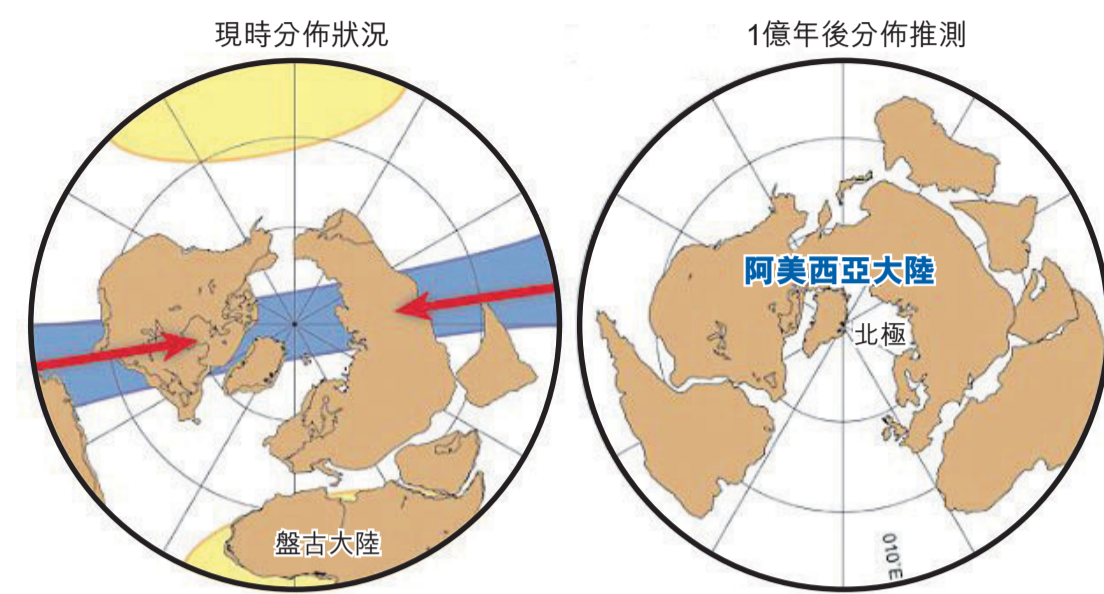 現時分佈狀況
1億年後分佈推測
盤古大陸
阿美西亞大陸
北極
010°E